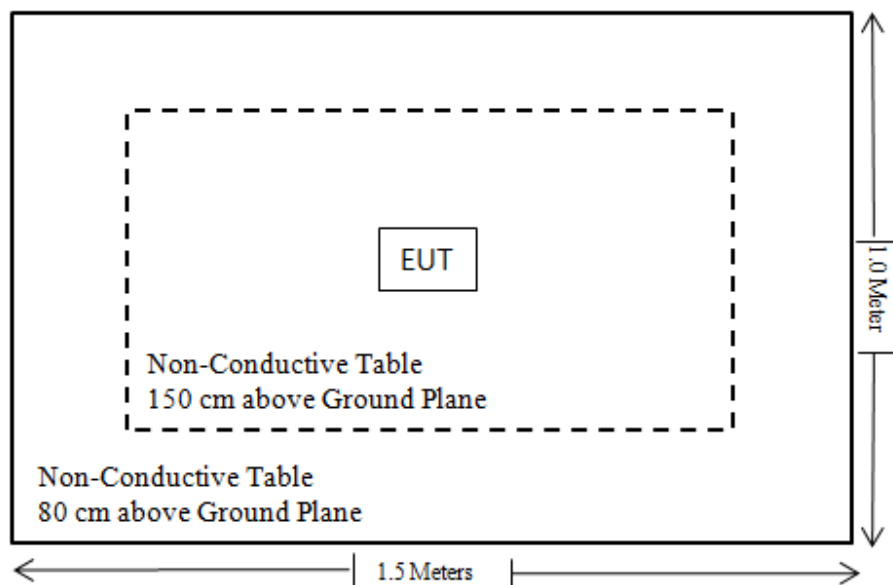 EUT
Non-Conductive Table
150 cm above Ground Plane
Non-Conductive Table
80 cm above Ground Plane
1.0 Meter
1.5 Meters